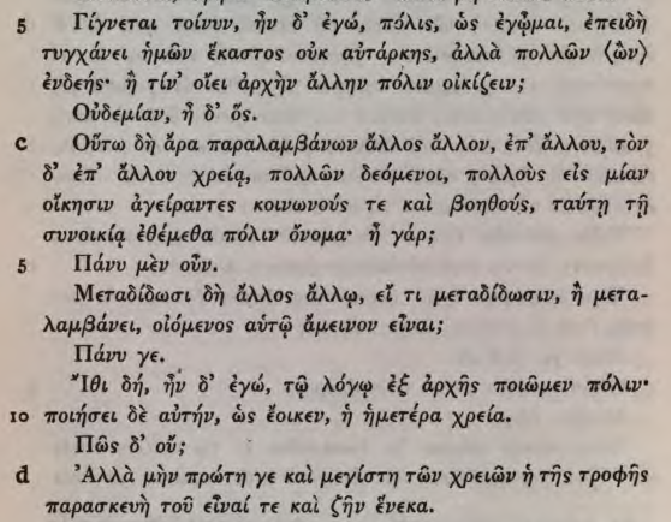 5 Γίγνεται τοίνυν, ἦν δ' ἐγώ, πόλις, ὡς ἐγᾦμαι, ἐπειδὴ
τυγχάνει ἡμῶν ἕκαστος οὐκ αὐτάρκης, ἀλλὰ πολλῶν ⟨ὢν⟩
ἐνδεής· ἢ τίν' οἴει ἀρχὴν ἄλλην πόλιν οἰκίζειν;
Οὐδεμίαν, ἦ δ' ὅς.
c Οὕτω δὴ ἄρα παραλαμβάνων ἄλλος ἄλλον, ἐπ' ἄλλου, τὸν
δ' ἐπ' ἄλλου χρείᾳ, πολλῶν δεόμενοι, πολλοὺς εἰς μίαν
οἴκησιν ἀγείραντες κοινωνούς τε καὶ βοηθούς, ταύτῃ τῇ
συνοικίᾳ ἐθέμεθα πόλιν ὄνομα· ἦ γάρ;
5 Πάνυ μὲν οὖν.
Μεταδίδωσι δὴ ἄλλος ἄλλῳ, εἴ τι μεταδίδωσιν, ἢ μετα-
λαμβάνει, οἰόμενος αὑτῷ ἄμεινον εἶναι;
Πάνυ γε.
Ἴθι δή, ἦν δ' ἐγώ, τῷ λόγῳ ἐξ ἀρχῆς ποιῶμεν πόλιν·
10 ποιήσει δὲ αὐτήν, ὡς ἔοικεν, ἡ ἡμετέρα χρεία.
Πῶς δ' οὔ;
d Ἀλλὰ μὴν πρώτη γε καὶ μεγίστη τῶν χρειῶν ἡ τῆς τροφῆς
παρασκευὴ τοῦ εἶναί τε καὶ ζῆν ἕνεκα.